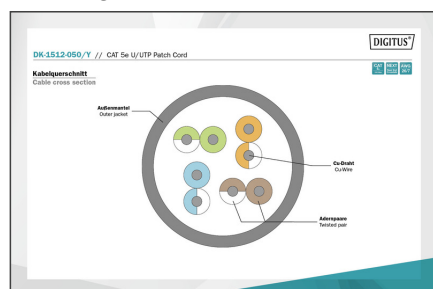 DIGITUS®
DK-1512-050/Y // CAT 5e U/UTP Patch Cord
Kabelquerschnitt
Cable cross section
Außenmantel
Outer jacket
Cu-Draht
Cu-Wire
Aderspaare
Twisted pair